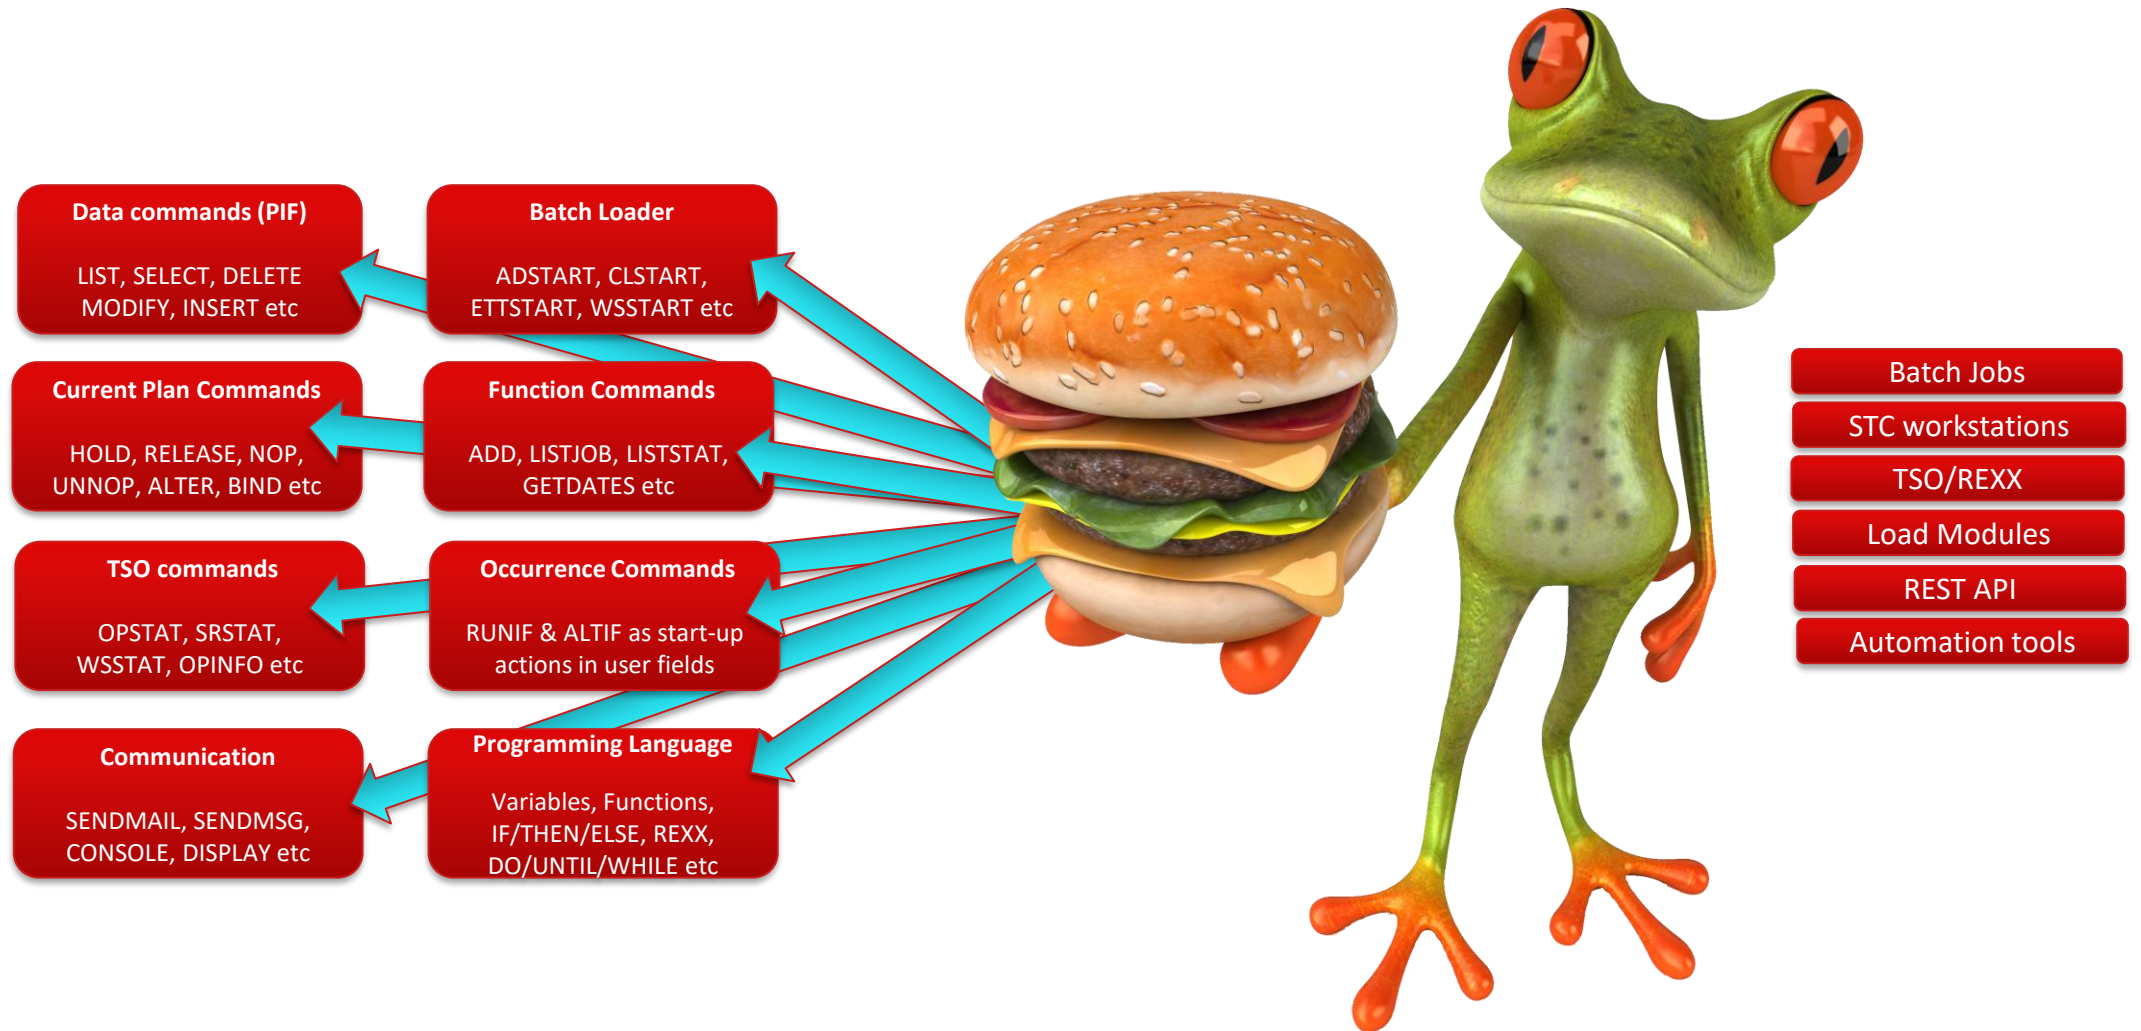 Data commands (PIF)
LIST, SELECT, DELETE
MODIFY, INSERT etc
Batch Loader
ADSTART, CLSTART,
ETTSTART, WSSTART etc
Current Plan Commands
HOLD, RELEASE, NOP,
UNNOP, ALTER, BIND etc
Function Commands
ADD, LISTJOB, LISTSTAT,
GETDATES etc
TSO commands
OPSTAT, SRSTAT,
WSSTAT, OPINFO etc
Occurrence Commands
RUNIF & ALTIF as start-up
actions in user fields
Communication
SENDMAIL, SENDMSG,
CONSOLE, DISPLAY etc
Programming Language
Variables, Functions,
IF/THEN/ELSE, REXX,
DO/UNTIL/WHILE etc
Batch Jobs
STC workstations
TSO/REXX
Load Modules
REST API
Automation tools